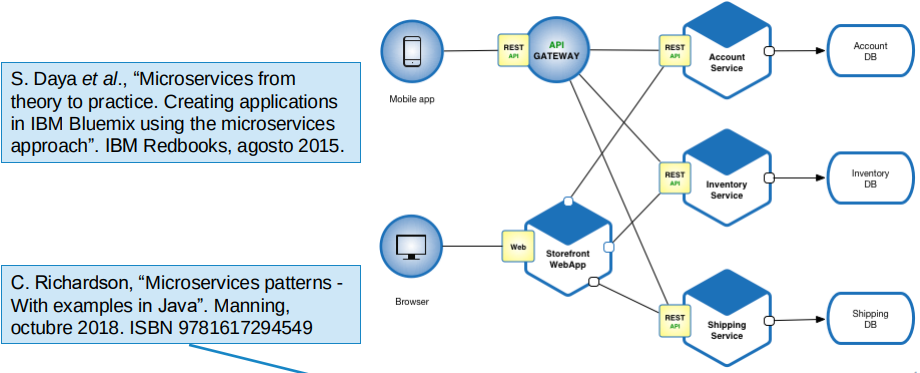 S. Daya et al., “Microservices from
theory to practice. Creating applications
in IBM Bluemix using the microservices
approach”. IBM Redbooks, agosto 2015.
C. Richardson, “Microservices patterns -
With examples in Java”. Manning,
octubre 2018. ISBN 9781617294549
Mobile app
REST
API
API
GATEWAY
REST
API
Account
Service
Account
DB
REST
API
Inventory
Service
Inventory
DB
Browser
Web
Storefront
WebApp
REST
API
Shipping
Service
Shipping
DB